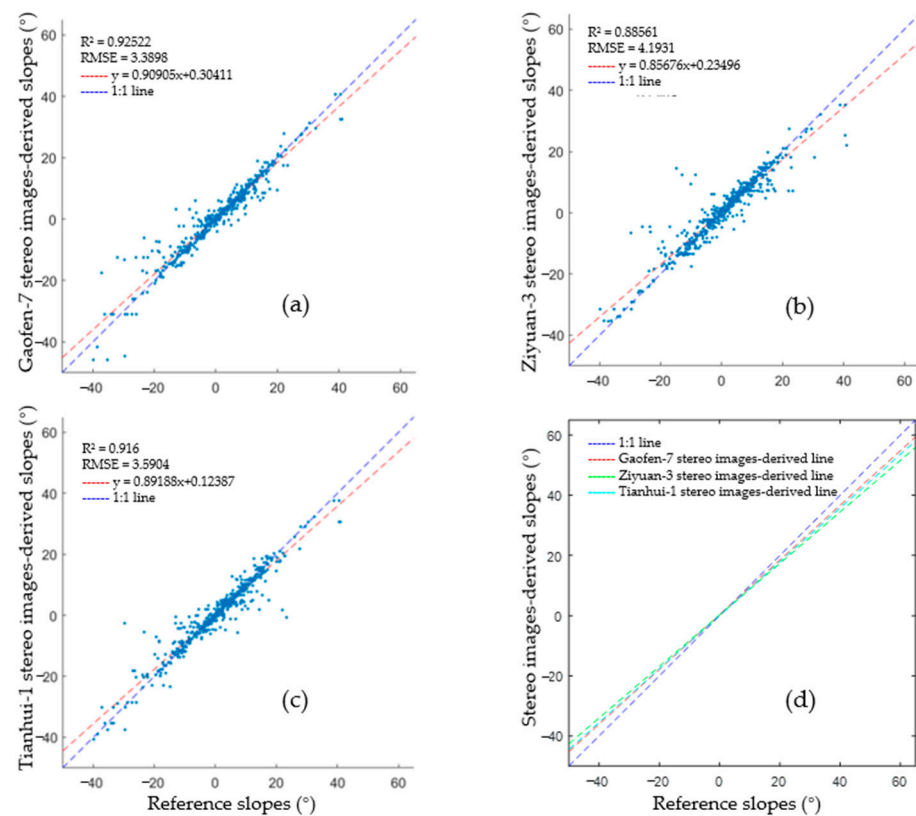 Gaofen-7 stereo images-derived slopes (°)
60
40
20
0
−20
−40
−40 −20 0 20 40 60
R² = 0.92522
RMSE = 3.3898
y = 0.90905x+0.30411
1:1 line
(a)
Ziyuan-3 stereo images-derived slopes (°)
60
40
20
0
−20
−40
−40 −20 0 20 40 60
R² = 0.88561
RMSE = 4.1931
y = 0.85676x+0.23496
1:1 line
(b)
Tianhui-1 stereo images-derived slopes (°)
60
40
20
0
−20
−40
−40 −20 0 20 40 60
R² = 0.916
RMSE = 3.5904
y = 0.89188x+0.12387
1:1 line
(c)
Reference slopes (°)
Stereo images-derived slopes (°)
60
40
20
0
−20
−40
−40 −20 0 20 40 60
1:1 line
Gaofen-7 stereo images-derived line
Ziyuan-3 stereo images-derived line
Tianhui-1 stereo images-derived line
(d)
Reference slopes (°)